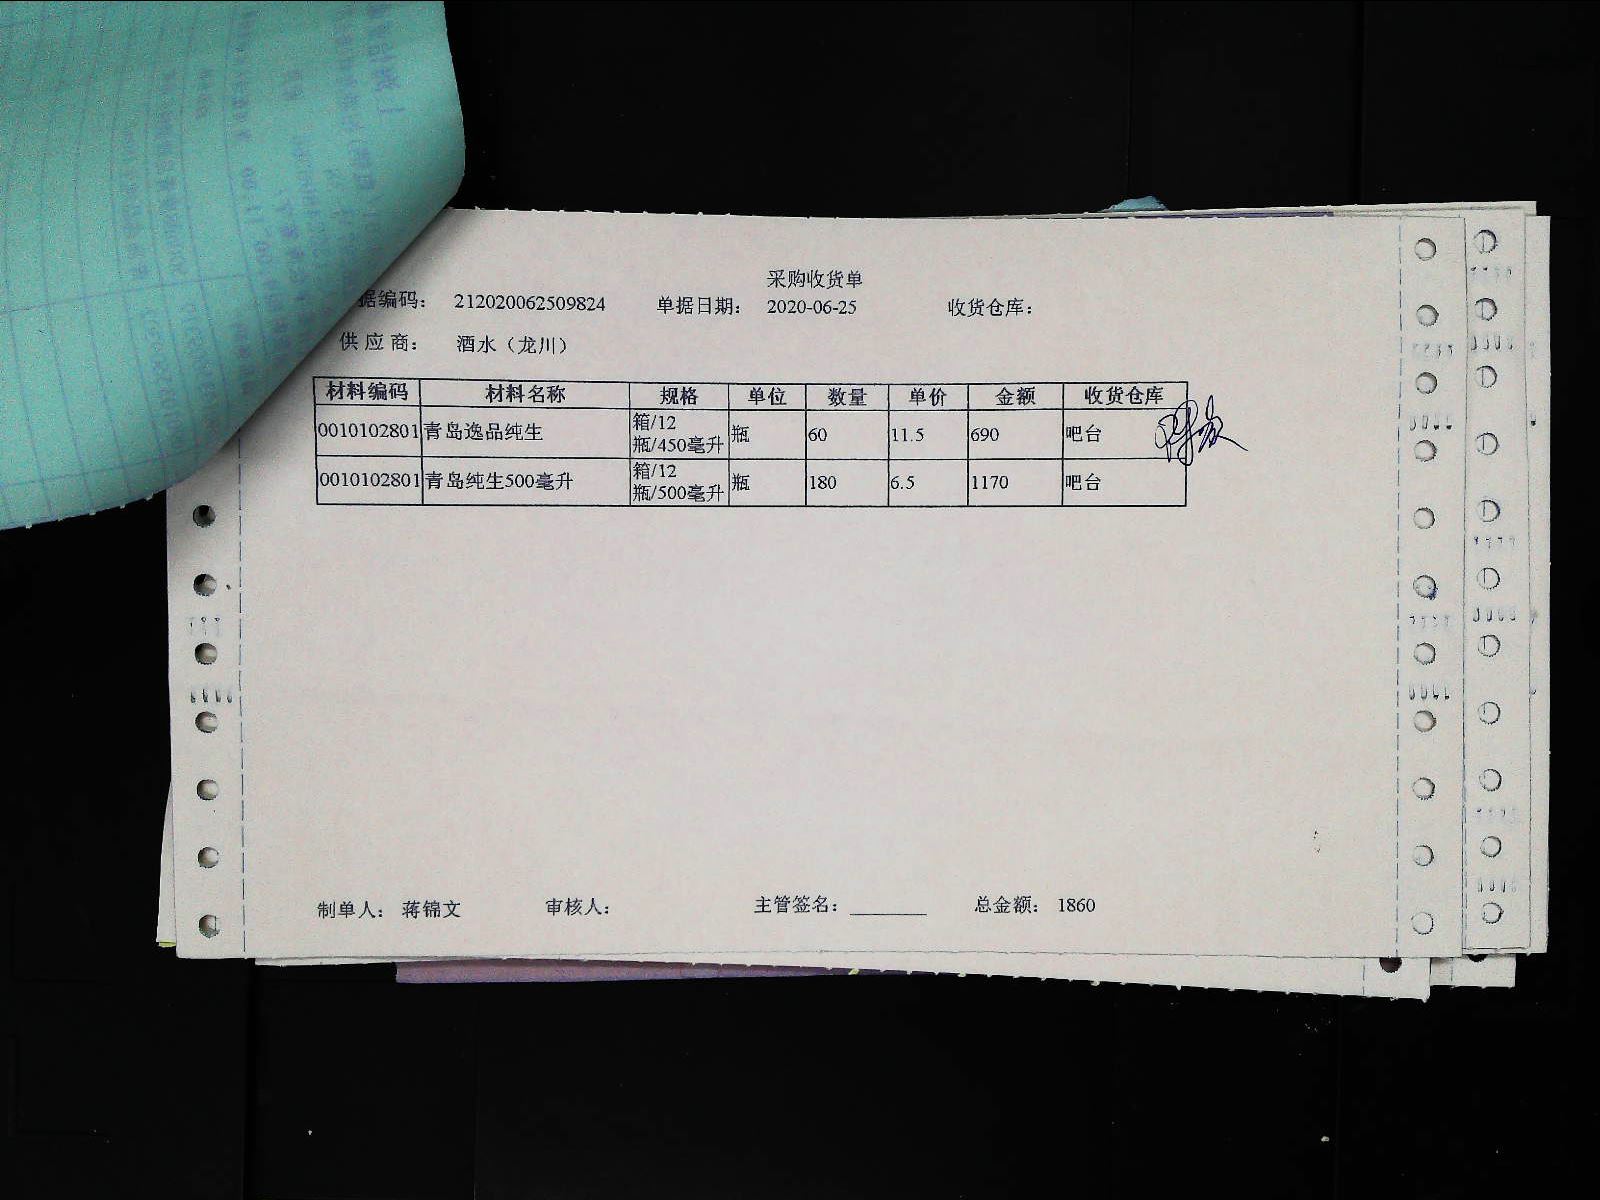 采购收货单
据编码： 212020062509824 单据日期： 2020-06-25 收货仓库：
供应商： 酒水（龙川）
材料编码 材料名称 规格 单位 数量 单价 金额 收货仓库
0010102801 青岛逸品纯生 箱/12瓶/450毫升 瓶 60 11.5 690 吧台
0010102801 青岛纯生500毫升 箱/12瓶/500毫升 瓶 180 6.5 1170 吧台
制单人： 蒋锦文 审核人： 主管签名： 总金额： 1860